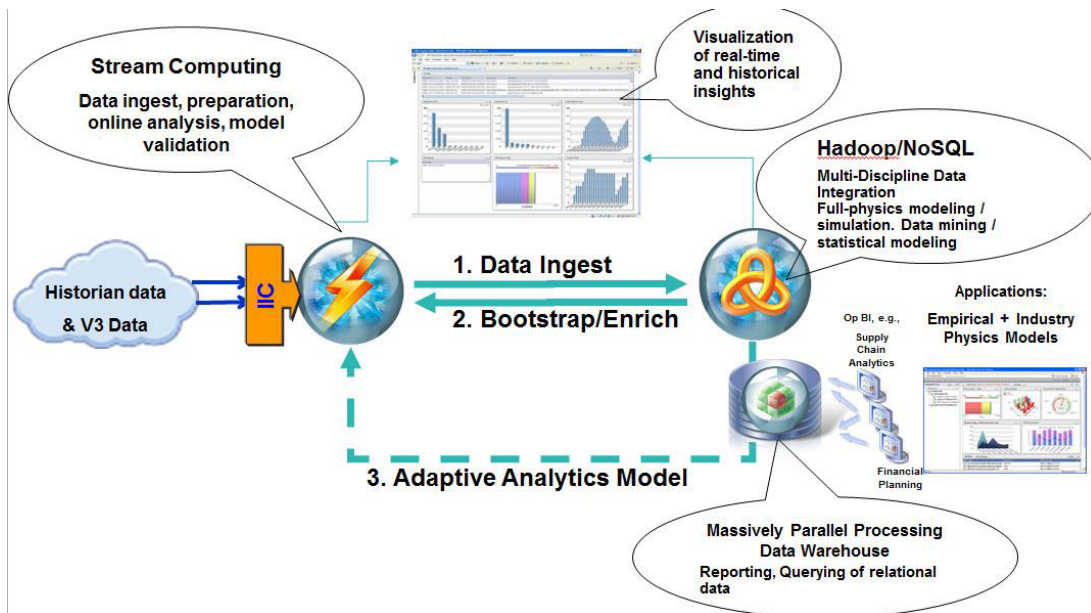 Stream Computing
Data ingest, preparation,
online analysis, model
validation
Visualization
of real-time
and historical
insights
Hadoop/NoSQL
Multi-Discipline Data
Integration
Full-physics modeling /
simulation. Data mining /
statistical modeling
Historian data
& V3 Data
IIC
1. Data Ingest
2. Bootstrap/Enrich
3. Adaptive Analytics Model
Op BI, e.g.,
Supply
Chain
Analytics
Financial
Planning
Applications:
Empirical + Industry
Physics Models
Massively Parallel Processing
Data Warehouse
Reporting, Querying of relational
data